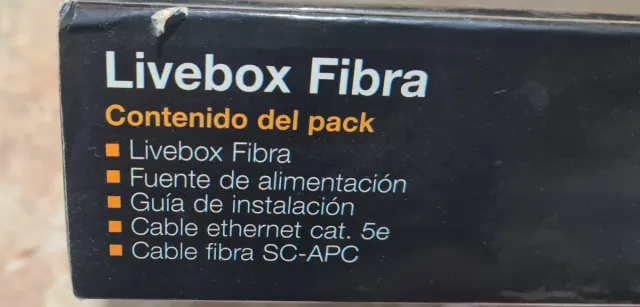 Livebox Fibra
Contenido del pack
Livebox Fibra
Fuente de alimentación
Guía de instalación
Cable ethernet cat. 5e
Cable fibra SC-APC